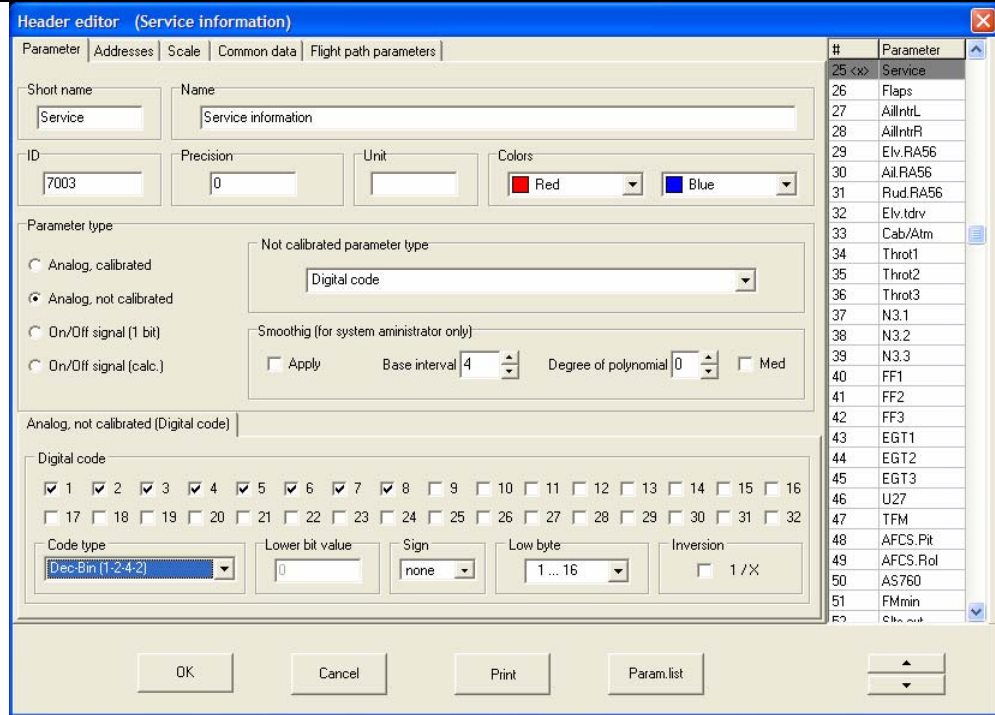 Header editor (Service information)
Parameter Addresses Scale Common data Flight path parameters
Short name Name
Service Service information
ID Precision Unit Colors
7003 0 Red Blue
Parameter type
Analog, calibrated
Analog, not calibrated
On/Off signal (1 bit)
On/Off signal (calc.)
Not calibrated parameter type
Digital code
Smoothig (for system aministrator only)
Apply Base interval 4 Degree of polynomial 0 Med
Analog, not calibrated (Digital code)
Digital code
1 2 3 4 5 6 7 8 9 10 11 12 13 14 15 16
17 18 19 20 21 22 23 24 25 26 27 28 29 30 31 32
Code type Lower bit value Sign Low byte Inversion
Dec-Bin (1-2-4-2) 0 none 1 ... 16 1 / X
OK Cancel Print Param.list
# Parameter
25 <x> Service
26 Flaps
27 AilIntrL
28 AilIntrR
29 Elv.RA56
30 Ail.RA56
31 Rud.RA56
32 Elv.tdrv
33 Cab/Atm
34 Throt1
35 Throt2
36 Throt3
37 N3.1
38 N3.2
39 N3.3
40 FF1
41 FF2
42 FF3
43 EGT1
44 EGT2
45 EGT3
46 U27
47 TFM
48 AFCS.Pit
49 AFCS.Rol
50 AS760
51 FMmin
52